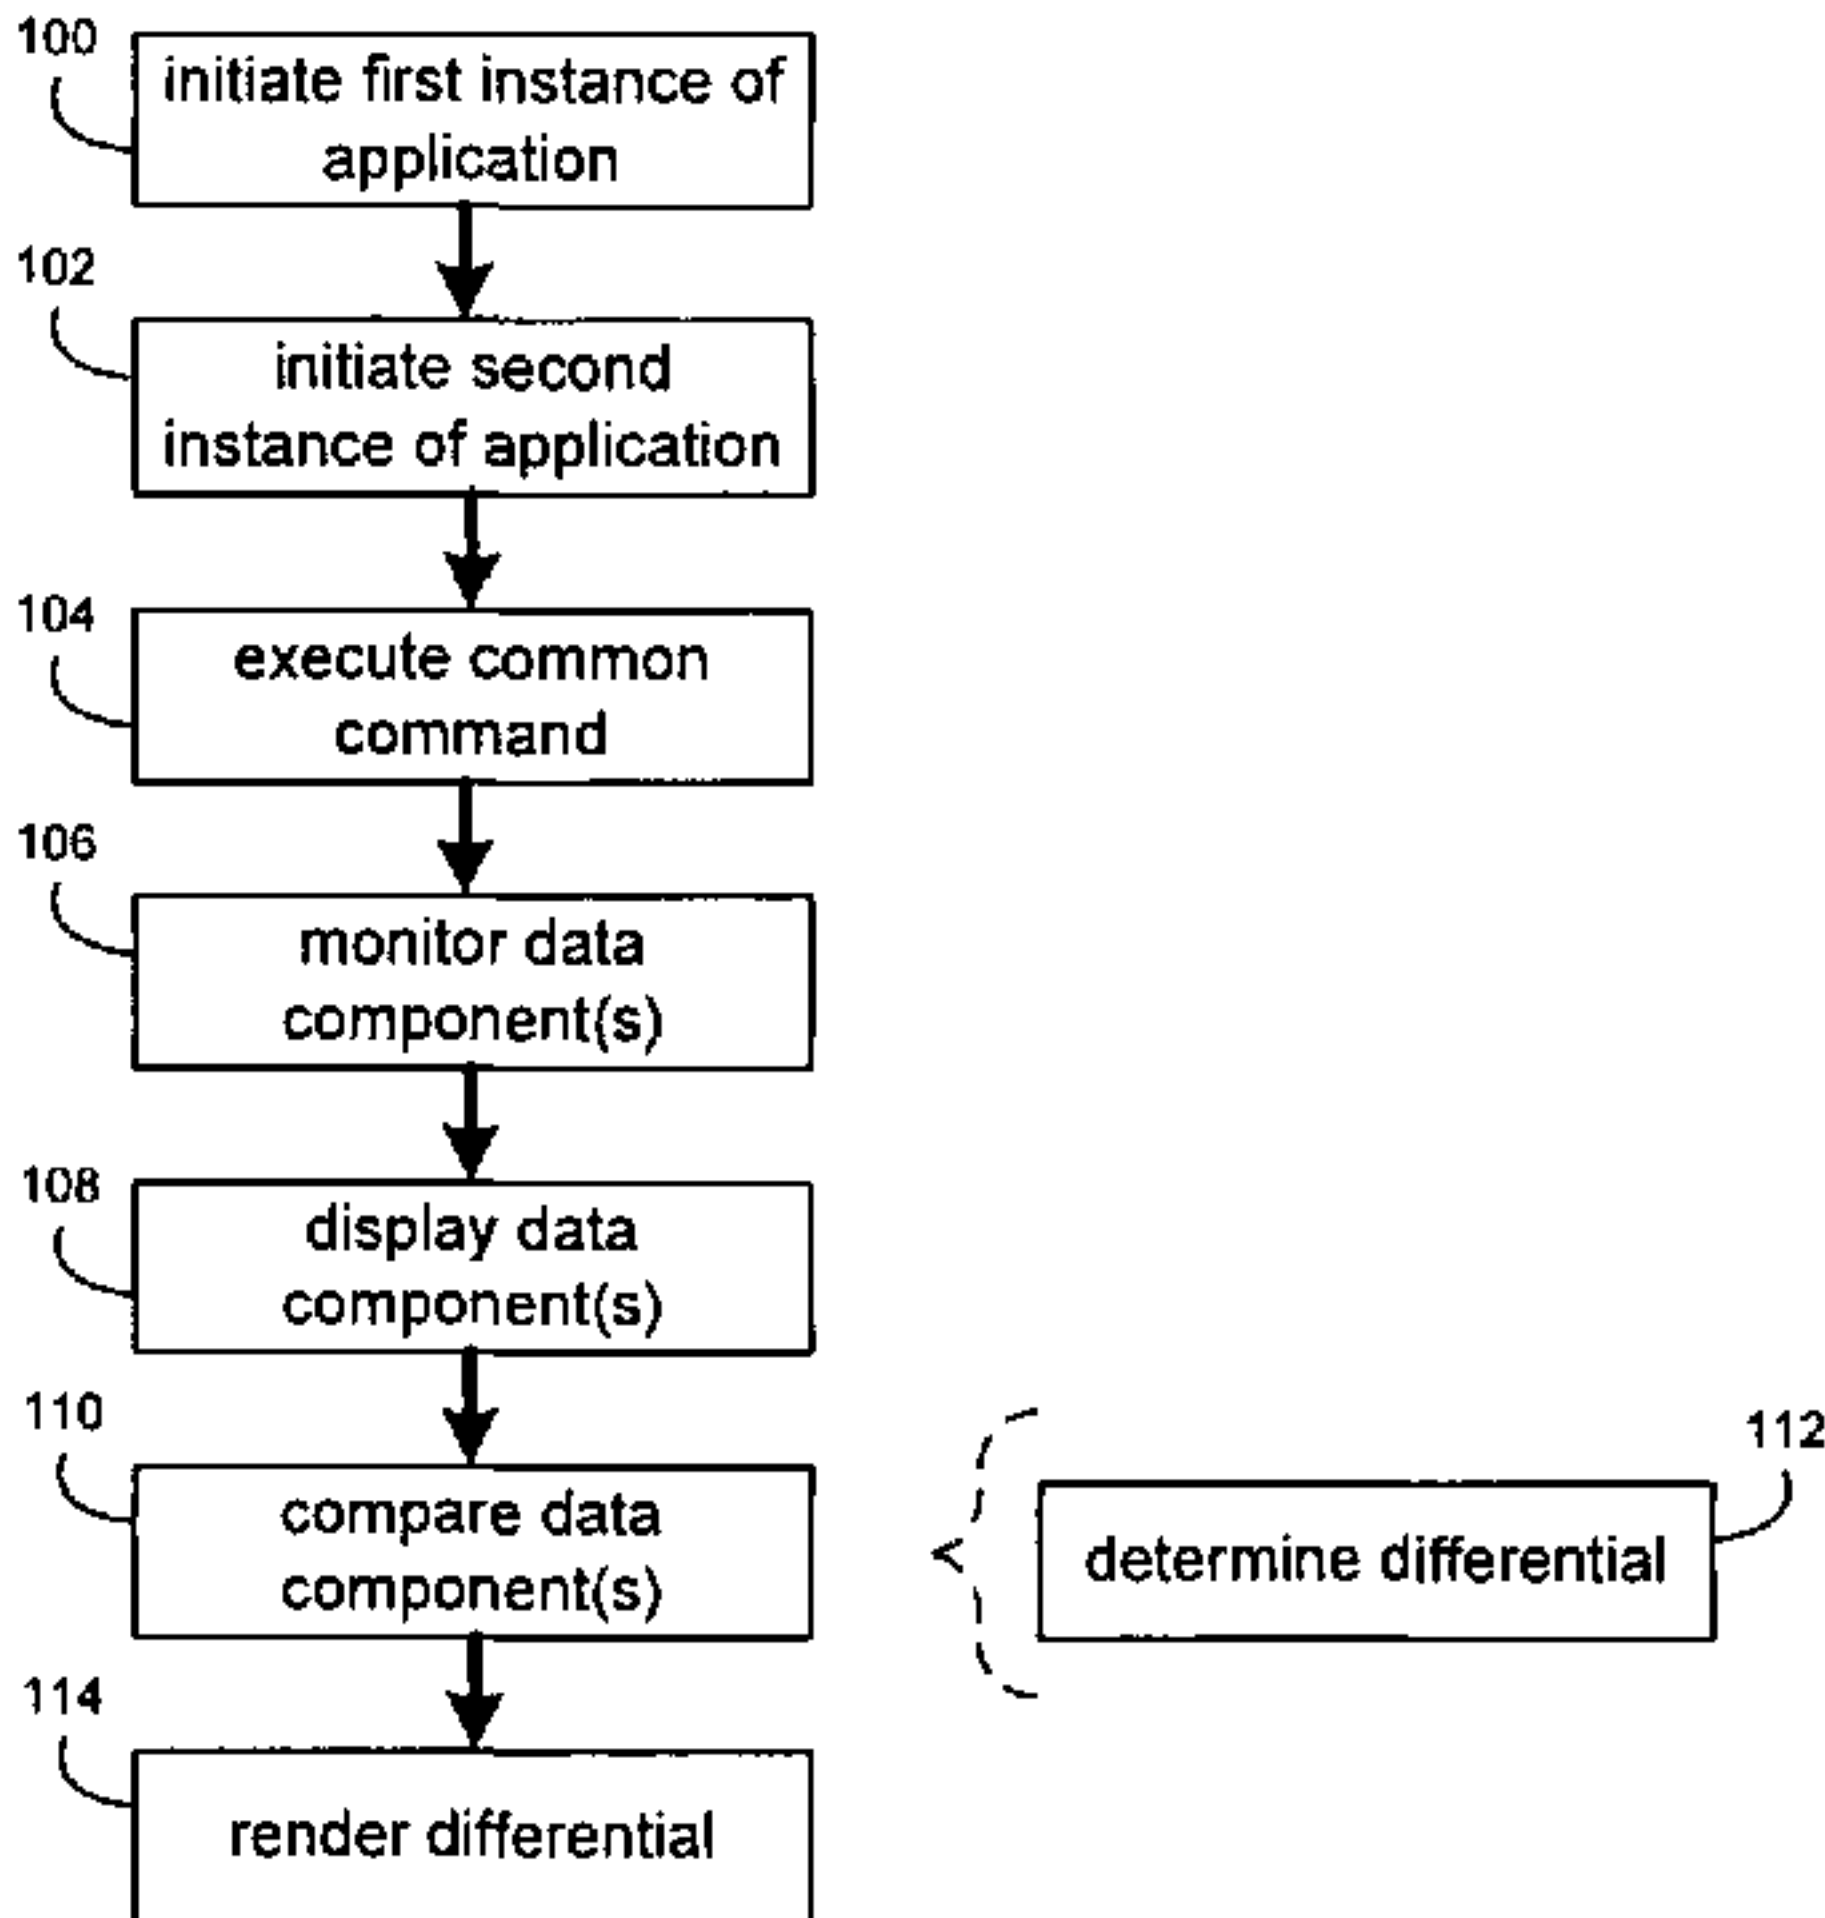 100
initiate first instance of
application
102
initiate second
instance of application
104
execute common
command
106
monitor data
component(s)
108
display data
component(s)
110
compare data
component(s)
112
determine differential
114
render differential